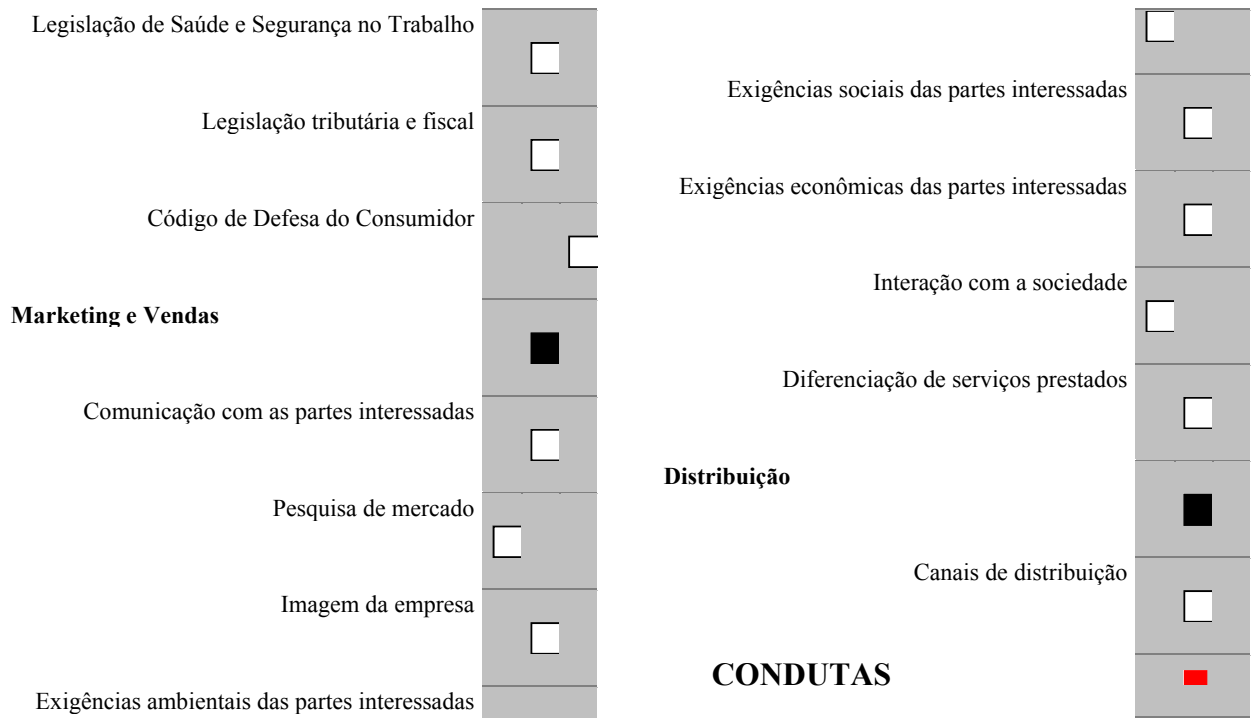 Legislação de Saúde e Segurança no Trabalho
Legislação tributária e fiscal
Código de Defesa do Consumidor
Marketing e Vendas
Comunicação com as partes interessadas
Pesquisa de mercado
Imagem da empresa
Exigências ambientais das partes interessadas
Exigências sociais das partes interessadas
Exigências econômicas das partes interessadas
Interação com a sociedade
Diferenciação de serviços prestados
Distribuição
Canais de distribuição
CONDUTAS